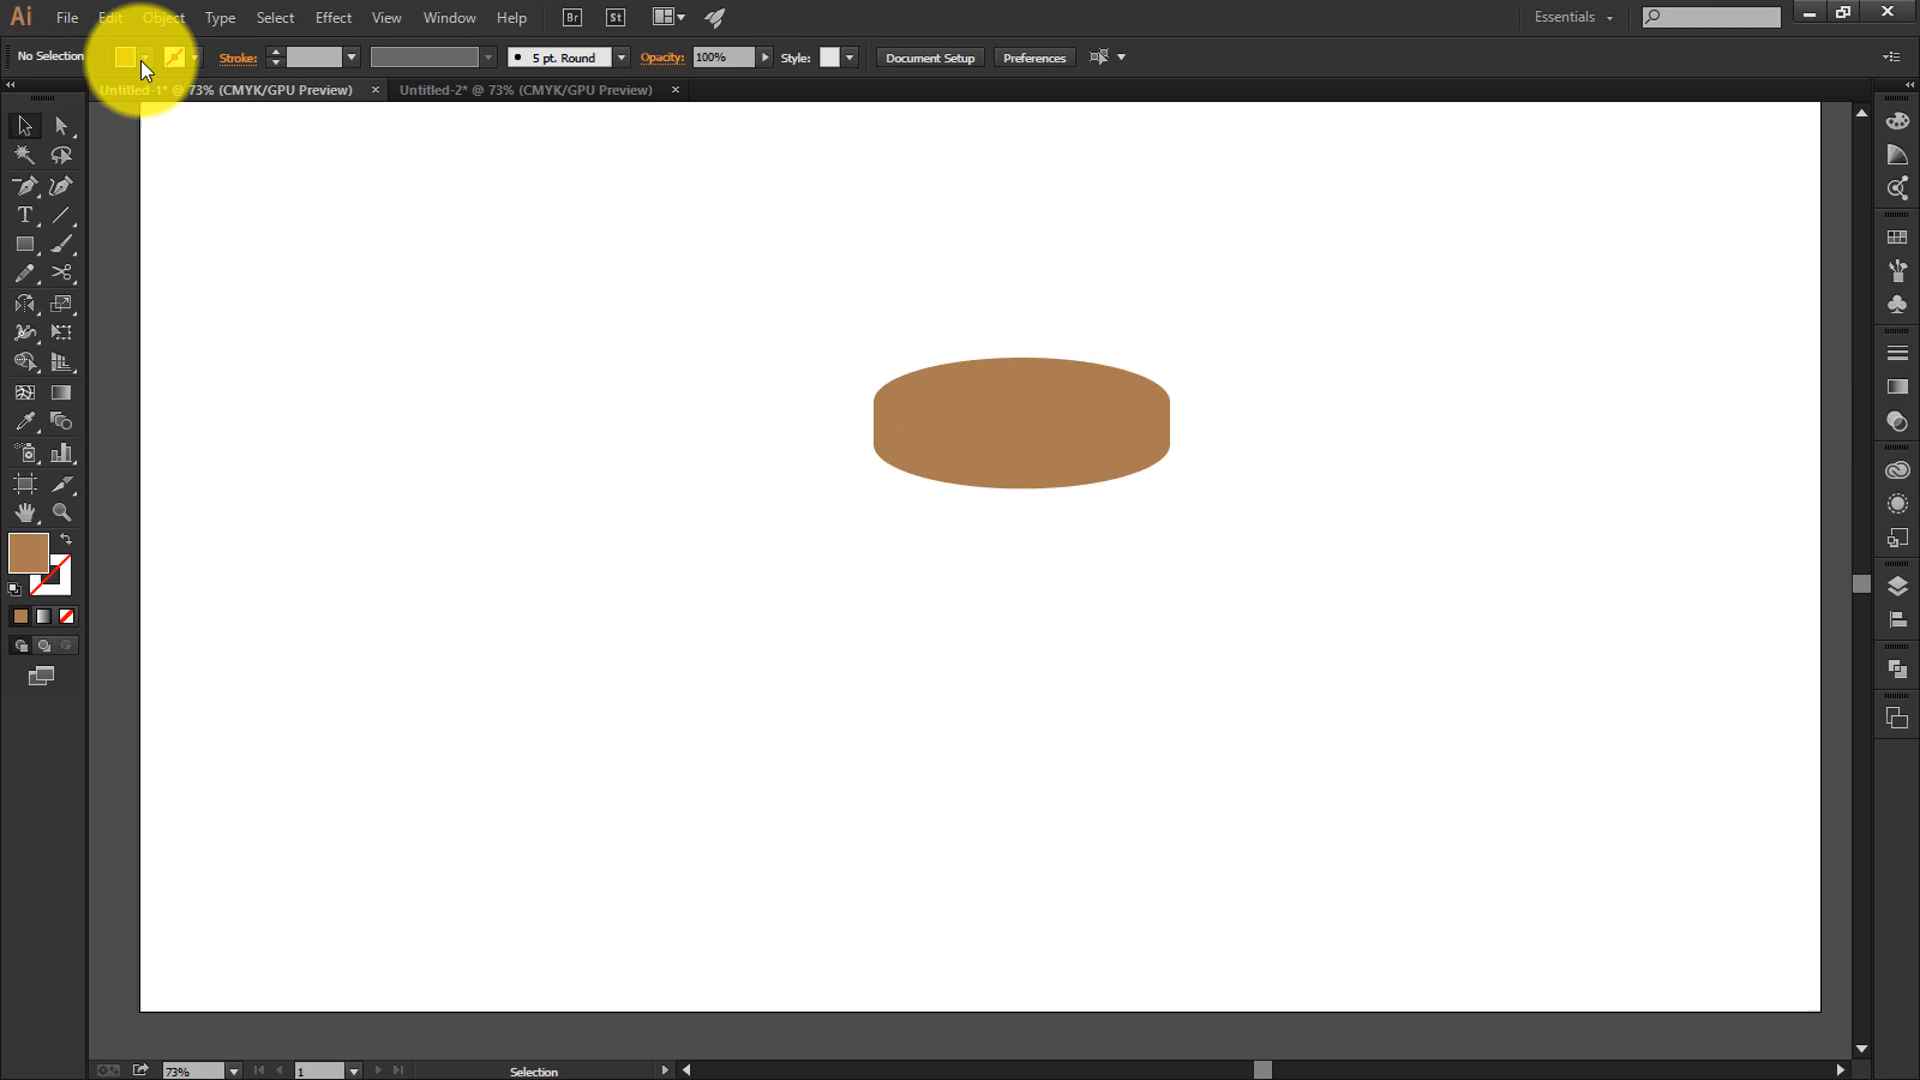 Ai File Edit Object Type Select Effect View Window Help Br St Essentials
No Selection Stroke: 5 pt. Round Opacity: 100% Style: Document Setup Preferences
Untitled-1* @ 73% (CMYK/GPU Preview) Untitled-2* @ 73% (CMYK/GPU Preview)
73% 1 Selection